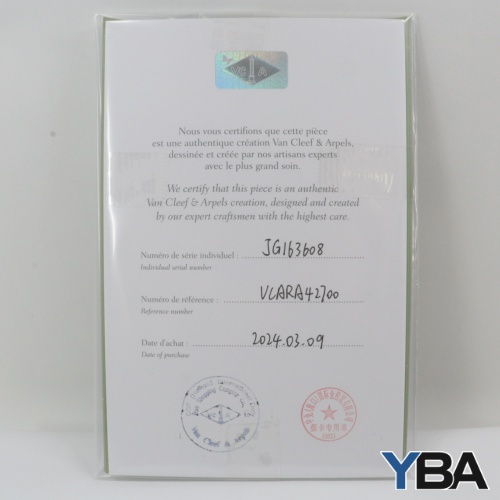 VCA
Nous vous certifions que cette pièce
est une authentique création Van Cleef & Arpels,
dessinée et créée par nos artisans experts
avec le plus grand soin.
We certify that this piece is an authentic
Van Cleef & Arpels creation, designed and created
by our expert craftsmen with the highest care.
Numéro de série individuel : JG163608
Individual serial number
Numéro de référence : VCARA42700
Reference number
Date d'achat : 2024.03.09
Date of purchase
Van Cleef & Arpels
YBA